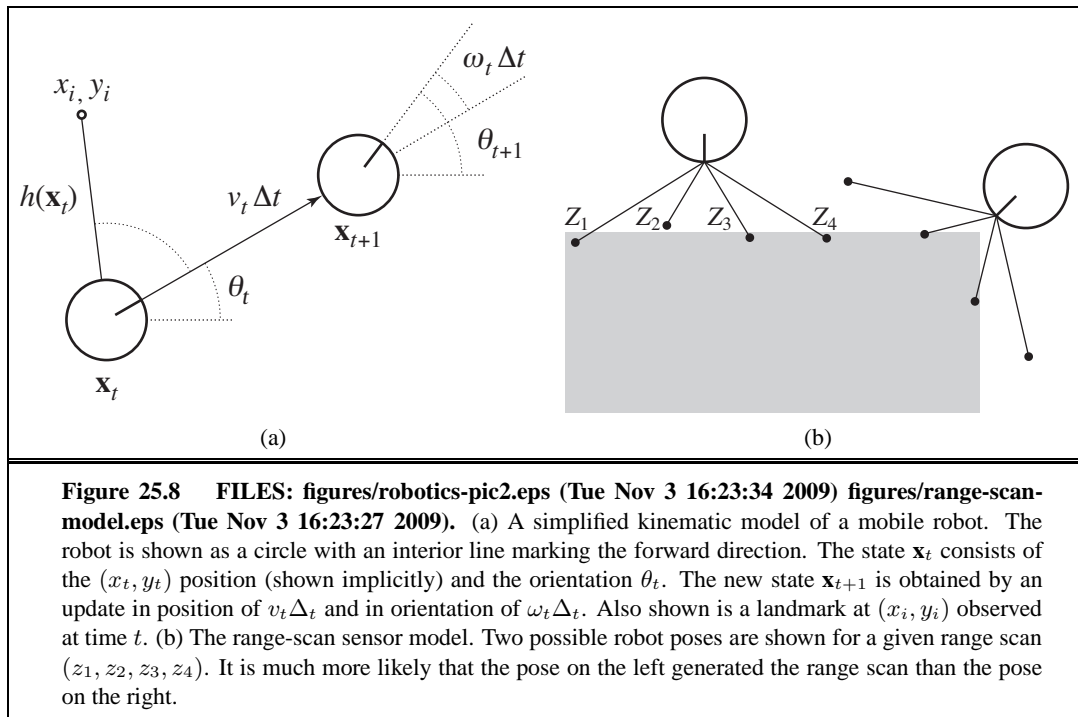 ω_t Δt
x_i, y_i
θ_{t+1}
h(x_t)
v_t Δt
x_{t+1}
θ_t
x_t
(a)
Z_1 Z_2 Z_3 Z_4
(b)
Figure 25.8 FILES: figures/robotics-pic2.eps (Tue Nov 3 16:23:34 2009) figures/range-scan-
model.eps (Tue Nov 3 16:23:27 2009). (a) A simplified kinematic model of a mobile robot. The
robot is shown as a circle with an interior line marking the forward direction. The state x_t consists of
the (x_t, y_t) position (shown implicitly) and the orientation θ_t. The new state x_{t+1} is obtained by an
update in position of v_tΔ_t and in orientation of ω_tΔ_t. Also shown is a landmark at (x_i, y_i) observed
at time t. (b) The range-scan sensor model. Two possible robot poses are shown for a given range scan
(z_1, z_2, z_3, z_4). It is much more likely that the pose on the left generated the range scan than the pose
on the right.